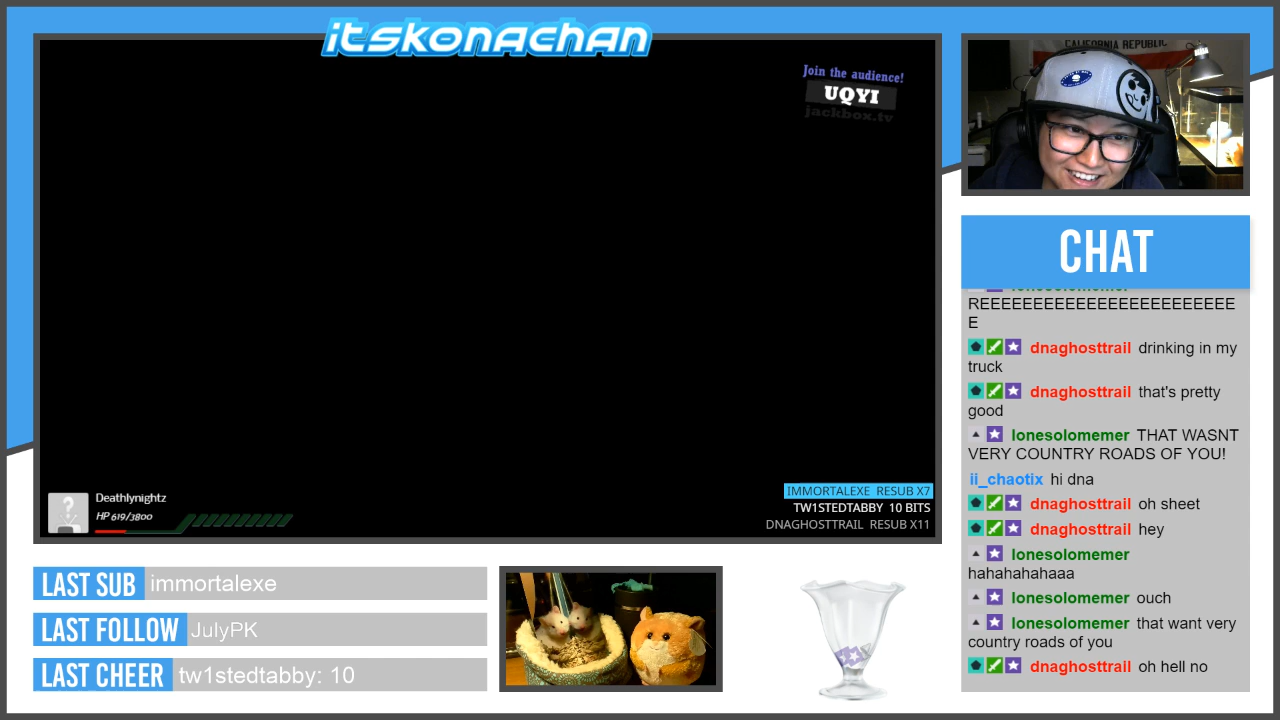 itskonachan
Join the audience!
UQYI
jackbox.tv
CALIFORNIA REPUBLIC
CHAT
lonesolomemer
REEEEEEEEEEEEEEEEEEEEEEEEE
E
dnaghosttrail drinking in my
truck
dnaghosttrail that's pretty
good
lonesolomemer THAT WASNT
VERY COUNTRY ROADS OF YOU!
ii_chaotix hi dna
dnaghosttrail oh sheet
dnaghosttrail hey
lonesolomemer
hahahahahaaa
lonesolomemer ouch
lonesolomemer that want very
country roads of you
dnaghosttrail oh hell no
Deathlynightz
HP 619/3800
IMMORTALEXE RESUB X7
TW1STEDTABBY 10 BITS
DNAGHOSTTRAIL RESUB X11
LAST SUB immortalexe
LAST FOLLOW JulyPK
LAST CHEER tw1stedtabby: 10